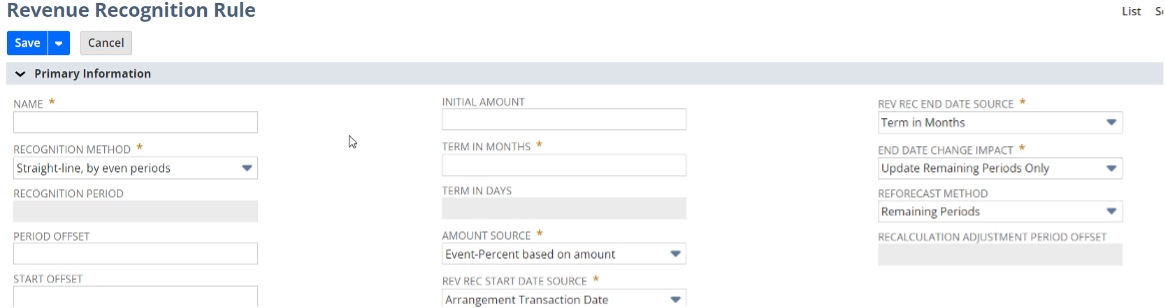 Revenue Recognition Rule
List
Save
Cancel
Primary Information
NAME *
RECOGNITION METHOD *
Straight-line, by even periods
RECOGNITION PERIOD
PERIOD OFFSET
START OFFSET
INITIAL AMOUNT
TERM IN MONTHS *
TERM IN DAYS
AMOUNT SOURCE *
Event-Percent based on amount
REV REC START DATE SOURCE *
Arrangement Transaction Date
REV REC END DATE SOURCE *
Term in Months
END DATE CHANGE IMPACT *
Update Remaining Periods Only
REFORECAST METHOD
Remaining Periods
RECALCULATION ADJUSTMENT PERIOD OFFSET